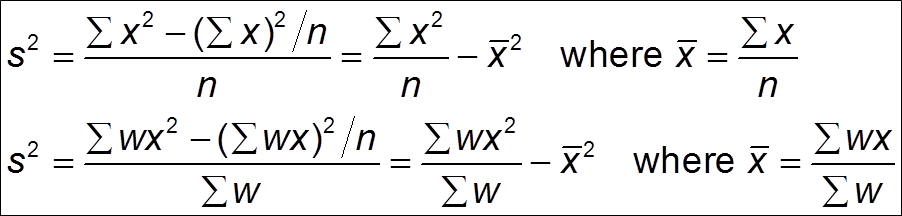 s² = (∑x² − (∑x)²/n)/n = ∑x²/n − x̄² where x̄ = ∑x/n
s² = (∑wx² − (∑wx)²/n)/∑w = ∑wx²/∑w − x̄² where x̄ = ∑wx/∑w